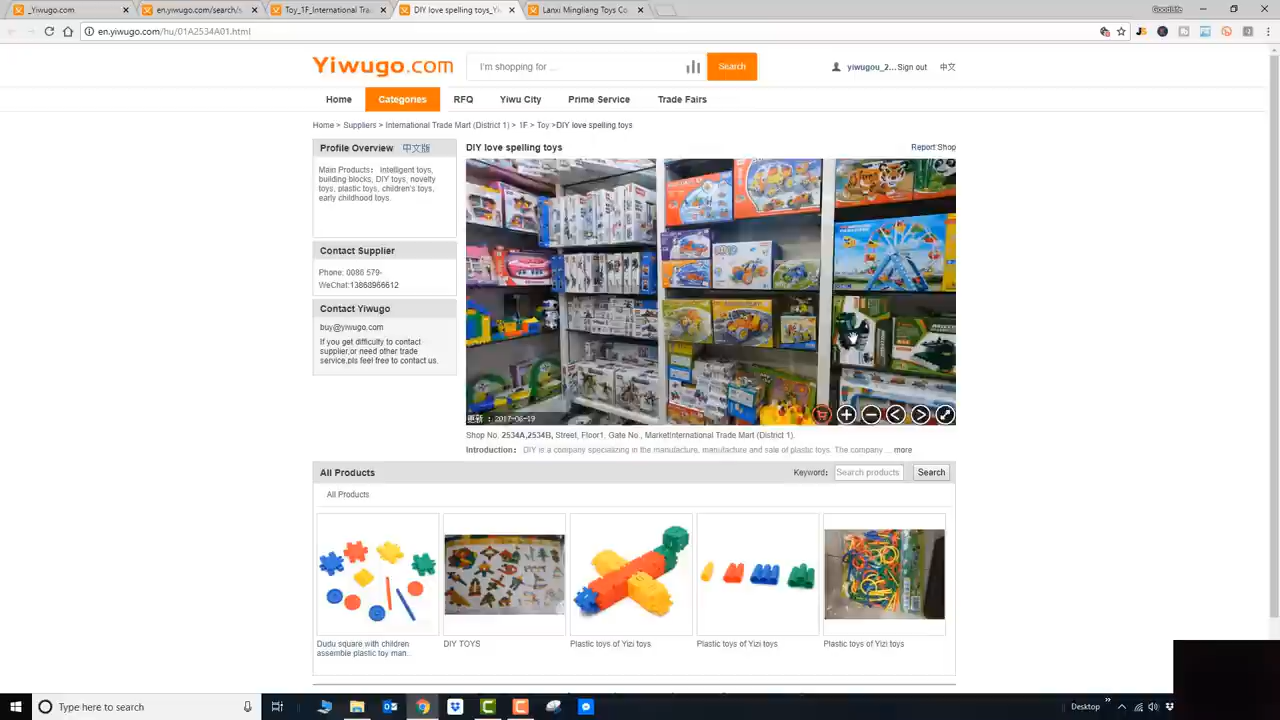 _Yiwugo.com
en.yiwugo.com/search/s
Toy_1F_International Tra
DIY love spelling toys_Yi
Lanxi Mingliang Toys Co
Goodlife
en.yiwugo.com/hu/01A2534A01.html
Yiwugo.com
I'm shopping for ...
Search
yiwugou_2...
Sign out
中文
Home
Categories
RFQ
Yiwu City
Prime Service
Trade Fairs
Home > Suppliers > International Trade Mart (District 1) > 1F > Toy >DIY love spelling toys
Profile Overview 中文版
Main Products: intelligent toys,
building blocks, DIY toys, novelty
toys, plastic toys, children's toys,
early childhood toys.
Contact Supplier
Phone: 0086 579-
WeChat:13868966612
Contact Yiwugo
buy@yiwugo.com
If you get difficulty to contact
supplier,or need other trade
service,pls feel free to contact us.
DIY love spelling toys
Report Shop
更新 : 2017-06-19
Shop No. 2534A,2534B, Street, Floor1, Gate No., MarketInternational Trade Mart (District 1).
Introduction: DIY is a company specializing in the manufacture, manufacture and sale of plastic toys. The company ... more
All Products
Keyword:
Search products
Search
All Products
Dudu square with children
assemble plastic toy man..
DIY TOYS
Plastic toys of Yizi toys
Plastic toys of Yizi toys
Plastic toys of Yizi toys
Type here to search
Desktop